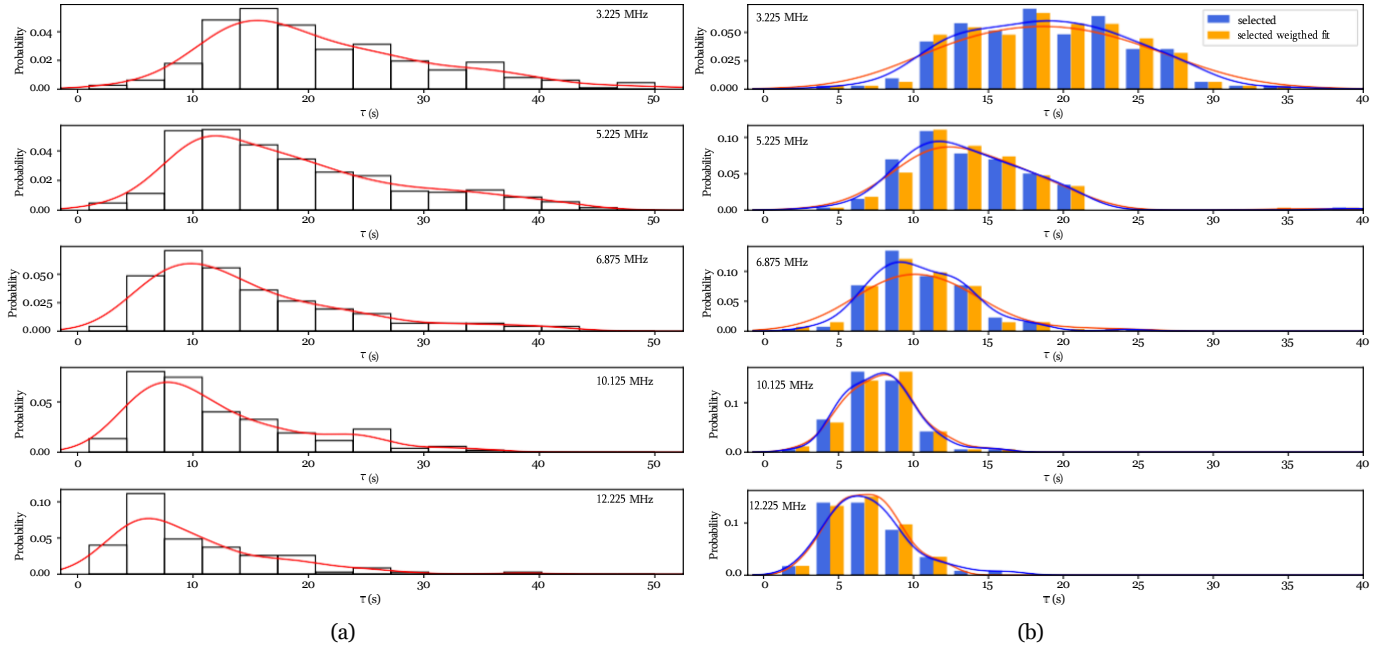 Probability
0.04
0.02
0.00
3.225 MHz
0 10 20 30 40 50
τ (s)
Probability
0.04
0.02
0.00
5.225 MHz
0 10 20 30 40 50
τ (s)
Probability
0.050
0.025
0.000
6.875 MHz
0 10 20 30 40 50
τ (s)
Probability
0.05
0.00
10.125 MHz
0 10 20 30 40 50
τ (s)
Probability
0.10
0.05
0.00
12.225 MHz
0 10 20 30 40 50
τ (s)
(a)
Probability
0.050
0.025
0.000
3.225 MHz
selected
selected weigthed fit
0 5 10 15 20 25 30 35 40
τ (s)
Probability
0.10
0.05
0.00
5.225 MHz
0 5 10 15 20 25 30 35 40
τ (s)
Probability
0.10
0.05
0.00
6.875 MHz
0 5 10 15 20 25 30 35 40
τ (s)
Probability
0.1
0.0
10.125 MHz
0 5 10 15 20 25 30 35 40
τ (s)
Probability
0.1
0.0
12.225 MHz
0 5 10 15 20 25 30 35 40
τ (s)
(b)